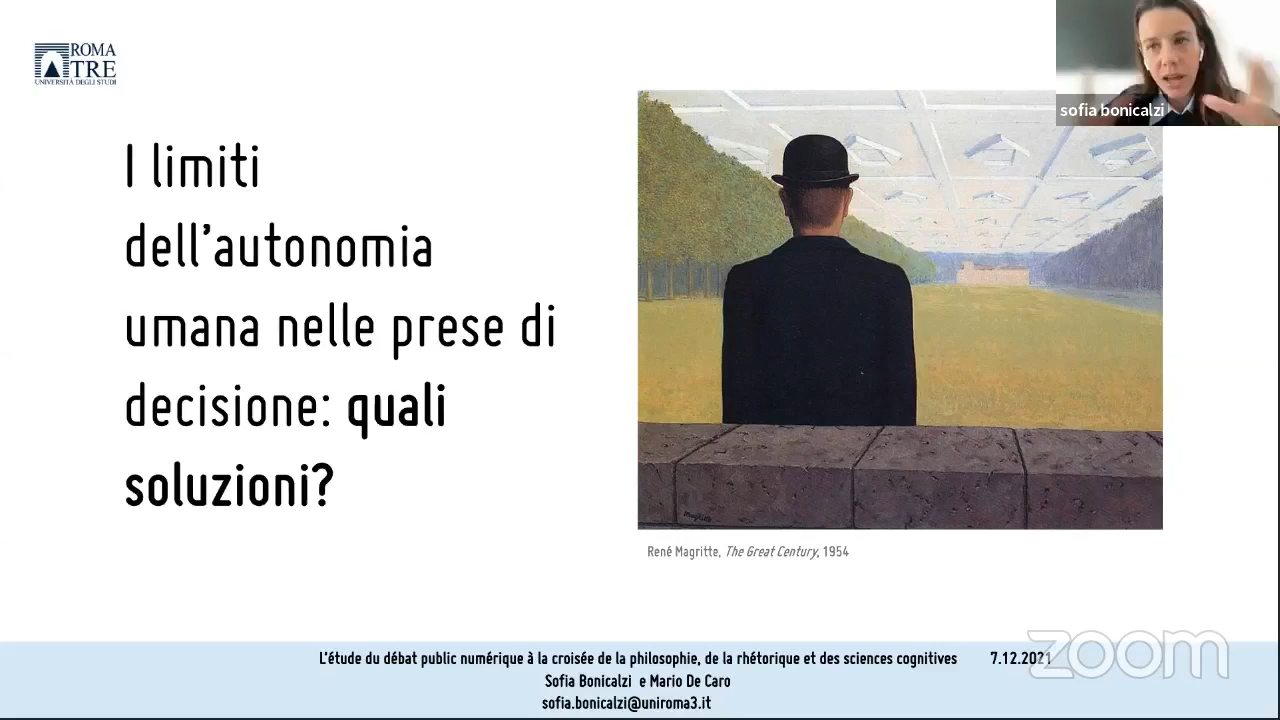 ROMA
TRE
UNIVERSITÀ DEGLI STUDI
sofia bonicalzi
I limiti
dell’autonomia
umana nelle prese di
decisione: quali
soluzioni?
Magritte
René Magritte, The Great Century, 1954
L’étude du débat public numérique à la croisée de la philosophie, de la rhétorique et des sciences cognitives 7.12.2021
Sofia Bonicalzi e Mario De Caro
sofia.bonicalzi@uniroma3.it
zoom